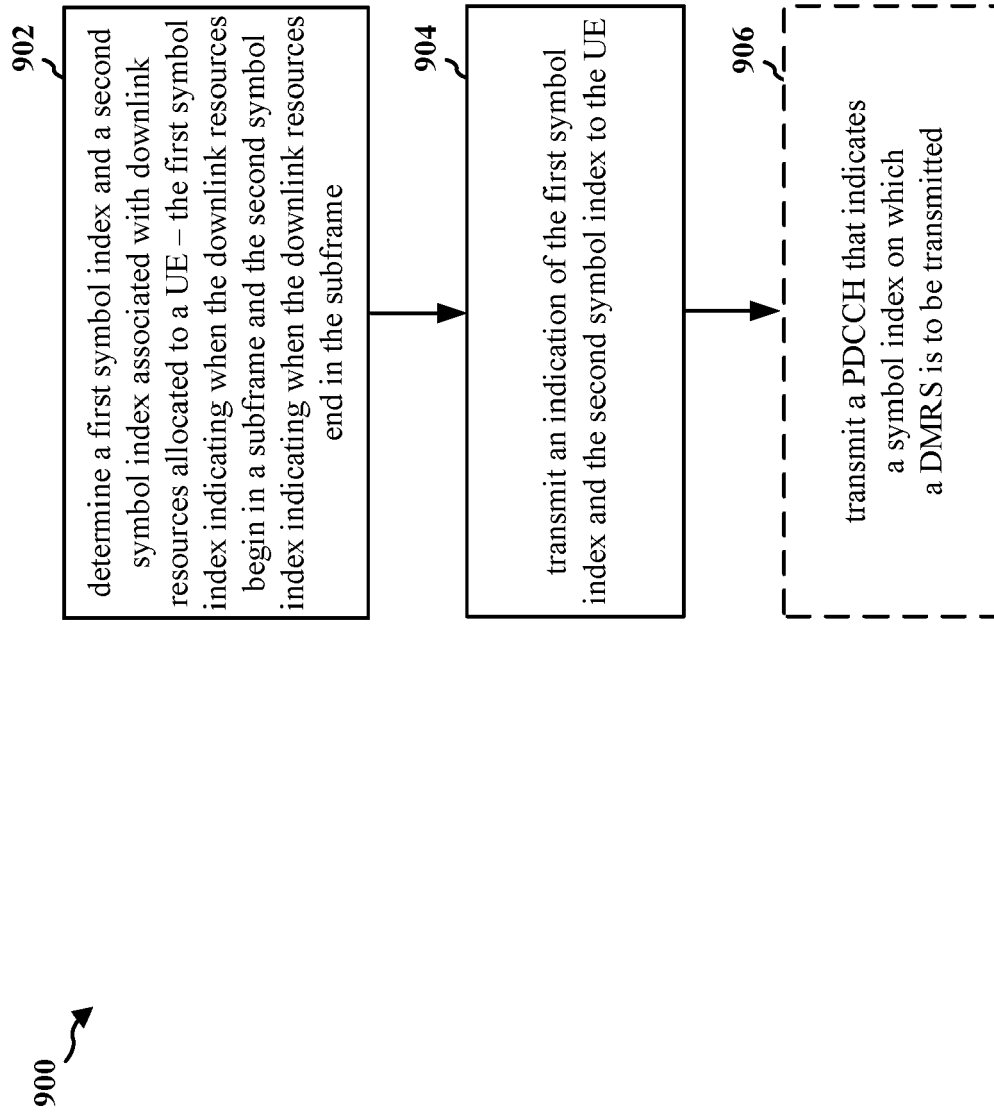 900
902
determine a first symbol index and a second
symbol index associated with downlink
resources allocated to a UE – the first symbol
index indicating when the downlink resources
begin in a subframe and the second symbol
index indicating when the downlink resources
end in the subframe
904
transmit an indication of the first symbol
index and the second symbol index to the UE
906
transmit a PDCCH that indicates
a symbol index on which
a DMRS is to be transmitted